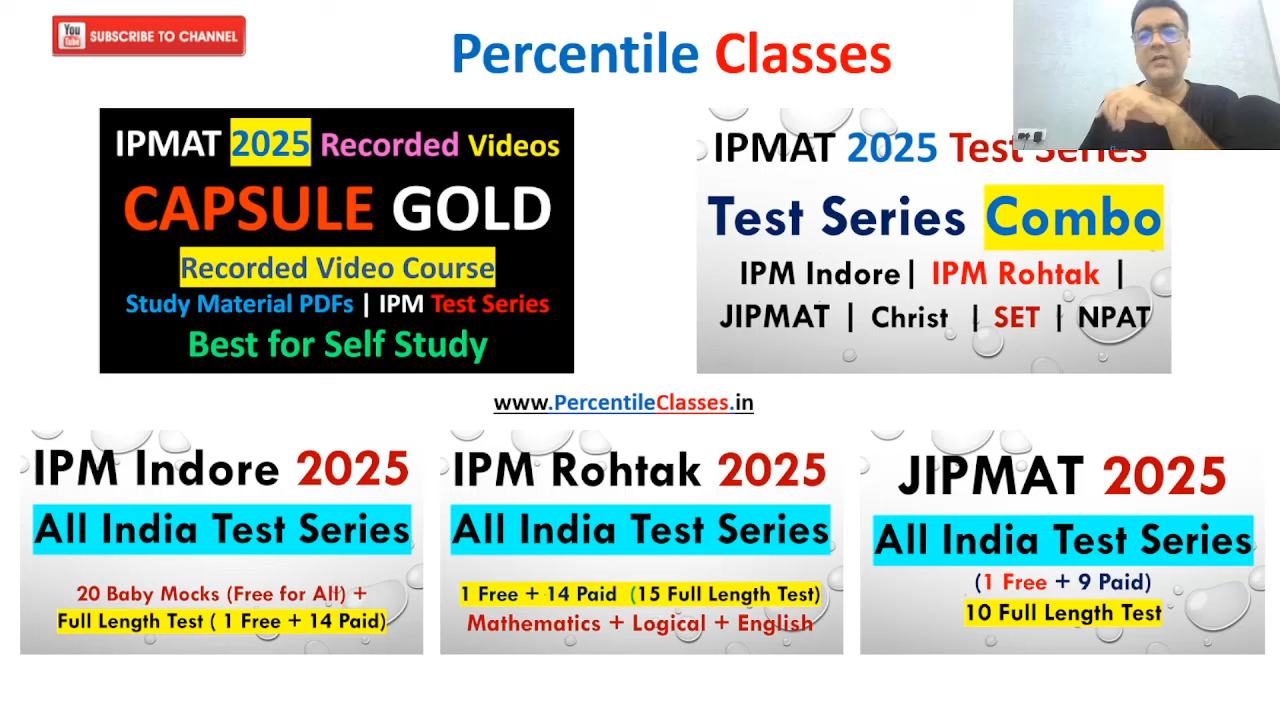 You Tube SUBSCRIBE TO CHANNEL
Percentile Classes
IPMAT 2025 Recorded Videos
CAPSULE GOLD
Recorded Video Course
Study Material PDFs | IPM Test Series
Best for Self Study
IPMAT 2025 Test Series
Test Series Combo
IPM Indore| IPM Rohtak |
JIPMAT | Christ | SET | NPAT
www.PercentileClasses.in
IPM Indore 2025
All India Test Series
20 Baby Mocks (Free for All) +
Full Length Test ( 1 Free + 14 Paid)
IPM Rohtak 2025
All India Test Series
1 Free + 14 Paid (15 Full Length Test)
Mathematics + Logical + English
JIPMAT 2025
All India Test Series
(1 Free + 9 Paid)
10 Full Length Test